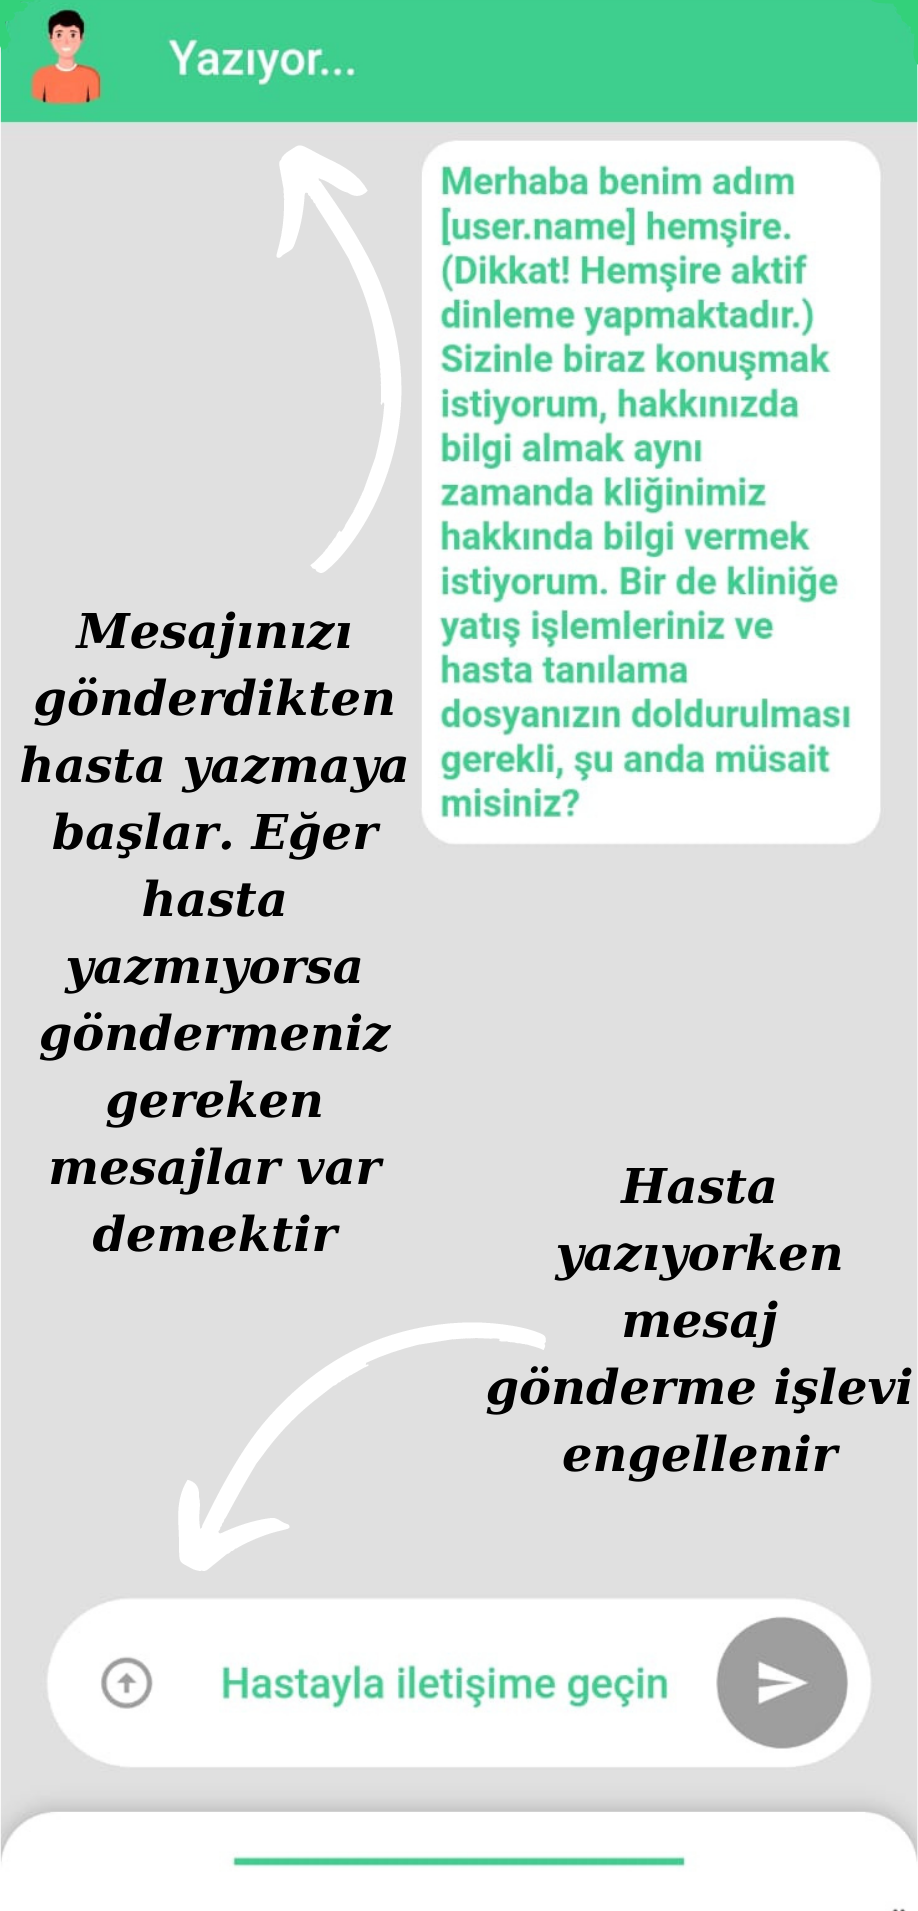 Yazıyor...
Merhaba benim adım
[user.name] hemşire.
(Dikkat! Hemşire aktif
dinleme yapmaktadır.)
Sizinle biraz konuşmak
istiyorum, hakkınızda
bilgi almak aynı
zamanda kliğinimiz
hakkında bilgi vermek
istiyorum. Bir de kliniğe
yatış işlemleriniz ve
hasta tanılama
dosyanızın doldurulması
gerekli, şu anda müsait
misiniz?
Mesajınızı
gönderdikten
hasta yazmaya
başlar. Eğer
hasta
yazmıyorsa
göndermeniz
gereken
mesajlar var
demektir
Hasta
yazıyorken
mesaj
gönderme işlevi
engellenir
Hastayla iletişime geçin